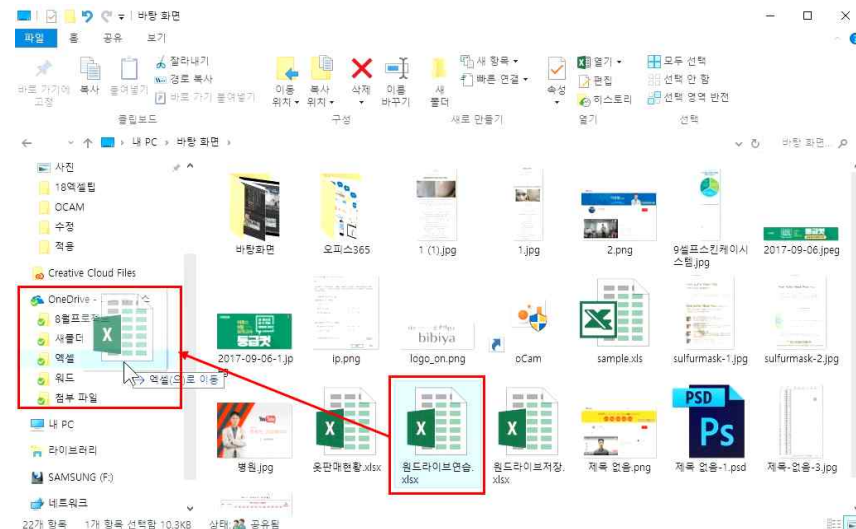 바탕 화면
파일 홈 공유 보기
바로 가기에 고정
복사
붙여넣기
잘라내기
경로 복사
바로 가기 붙여넣기
클립보드
이동 위치
복사 위치
삭제
이름 바꾸기
구성
새 폴더
새 항목
빠른 연결
새로 만들기
속성
열기
편집
히스토리
열기
모두 선택
선택 안 함
선택 영역 반전
선택
내 PC › 바탕 화면 ›
바탕 화면...
사진
18엑셀팁
OCAM
수정
적용
Creative Cloud Files
OneDrive -
8월프로
새폴더
엑셀
워드
첨부 파일
엑셀(으)로 이동
내 PC
라이브러리
SAMSUNG (F:)
네트워크
바탕화면
오피스365
1 (1).jpg
1.jpg
2.png
9셀프스킨케어시스템.jpg
2017-09-06.jpeg
2017-09-06-1.jp
ip.png
bibiya
logo_on.png
oCam
sample.xls
sulfurmask-1.jpg
sulfurmask-2.jpg
YouTube
병원.jpg
옷판매현황.xlsx
원드라이브연습.
xlsx
원드라이브저장.
xlsx
제목 없음.png
PSD
Ps
제목 없음-1.psd
제목-없음-3.jpg
22개 항목 1개 항목 선택함 10.3KB 상태: 공유됨